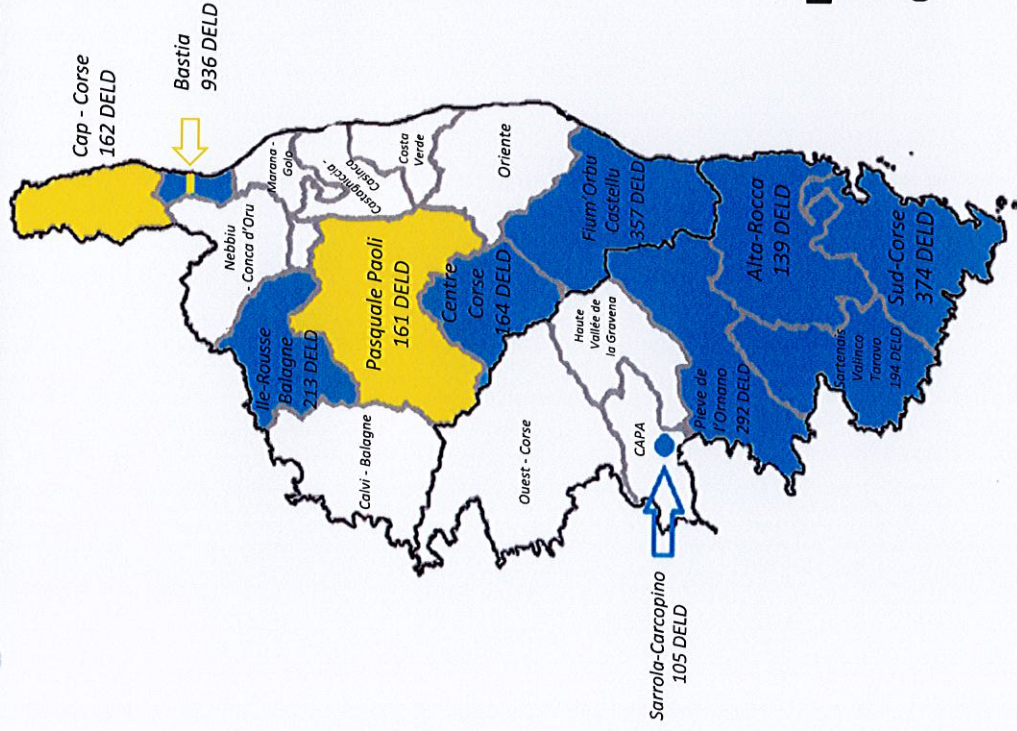 Cap - Corse
162 DELD
Bastia
936 DELD
Nebbiu
- Conca d'Oru
Marana -
Golo
Castagniccia -
Casinca
Costa
Verde
Oriente
Ile-Rousse
Balagne
213 DELD
Pasquale Paoli
161 DELD
Centre
Corse
164 DELD
Calvi - Balagne
Fium'Orbu
Castellu
357 DELD
Ouest - Corse
Haute
Vallée de
la Gravona
CAPA
Sarrola-Carcopino
105 DELD
Pieve de
l'Ornano
292 DELD
Alta-Rocca
139 DELD
Sartenais
Valinco
Taravo
194 DELD
Sud-Corse
374 DELD